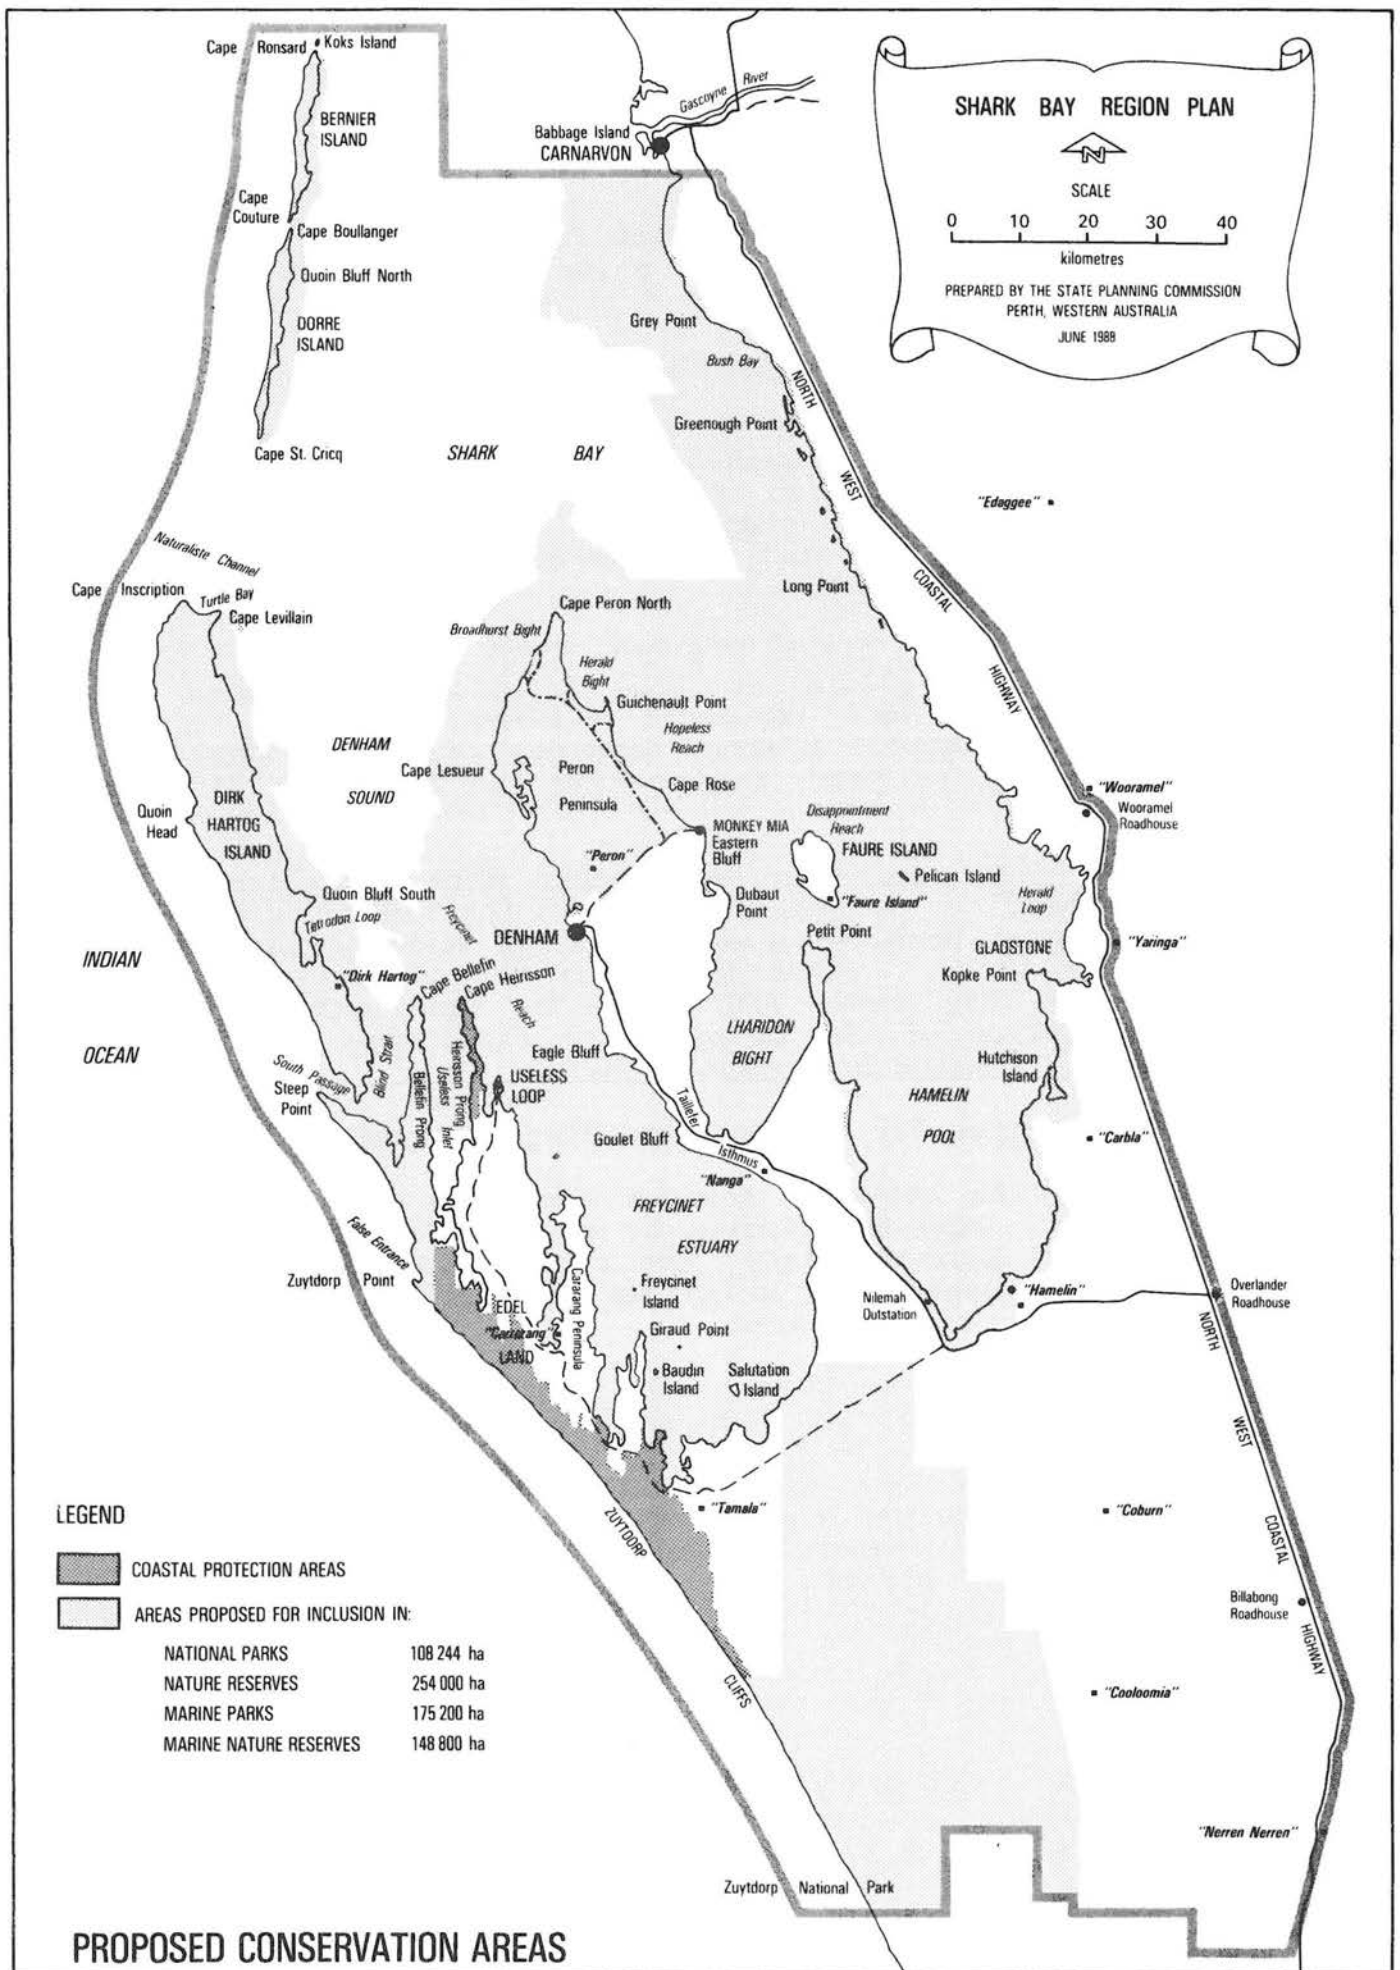 SHARK BAY REGION PLAN
N
SCALE
0 10 20 30 40
kilometres
PREPARED BY THE STATE PLANNING COMMISSION
PERTH, WESTERN AUSTRALIA
JUNE 1988
Cape Ronsard
Koks Island
BERNIER
ISLAND
Gascoyne River
Babbage Island
CARNARVON
Cape
Couture
Cape Boullanger
Quoin Bluff North
DORRE
ISLAND
Cape St. Cricq
Grey Point
Bush Bay
Greenough Point
SHARK BAY
NORTH
WEST
COASTAL
HIGHWAY
"Edaggee"
Long Point
Naturaliste Channel
Cape Inscription
Turtle Bay
Cape Levillain
Cape Peron North
Broadhurst Bight
Herald
Bight
Guichenault Point
Hopeless
Reach
DENHAM
SOUND
Cape Lesueur
Peron
Peninsula
Cape Rose
"Wooramel"
Wooramel
Roadhouse
Quoin
Head
DIRK
HARTOG
ISLAND
MONKEY MIA
Eastern
Bluff
Disappointment
Reach
FAURE ISLAND
"Peron"
Pelican Island
Herald
Loop
Dubaut
Point
"Faure Island"
Quoin Bluff South
Tetrodon Loop
Freycinet
Reach
DENHAM
Petit Point
GLADSTONE
"Yaringa"
INDIAN
OCEAN
"Dirk Hartog"
Cape Bellefin
Cape Heirisson
Kopke Point
LHARIDON
BIGHT
Eagle Bluff
Hutchison
Island
South Passage
Steep
Point
Blind Strait
Bellefin Prong
Useless Inlet
Heirisson Prong
USELESS
LOOP
HAMELIN
POOL
Taillefer
Isthmus
Goulet Bluff
"Carbla"
"Nanga"
FREYCINET
ESTUARY
False Entrance
Zuytdorp Point
Freycinet
Island
Nilemah
Outstation
"Hamelin"
Overlander
Roadhouse
EDEL
LAND
"Carrarang"
Cararang Peninsula
Giraud Point
Baudin
Island
Salutation
Island
NORTH
WEST
COASTAL
HIGHWAY
"Tamala"
"Coburn"
ZUYTDORP
CLIFFS
Billabong
Roadhouse
"Cooloomia"
"Nerren Nerren"
Zuytdorp National Park
LEGEND
COASTAL PROTECTION AREAS
AREAS PROPOSED FOR INCLUSION IN:
NATIONAL PARKS 108 244 ha
NATURE RESERVES 254 000 ha
MARINE PARKS 175 200 ha
MARINE NATURE RESERVES 148 800 ha
PROPOSED CONSERVATION AREAS